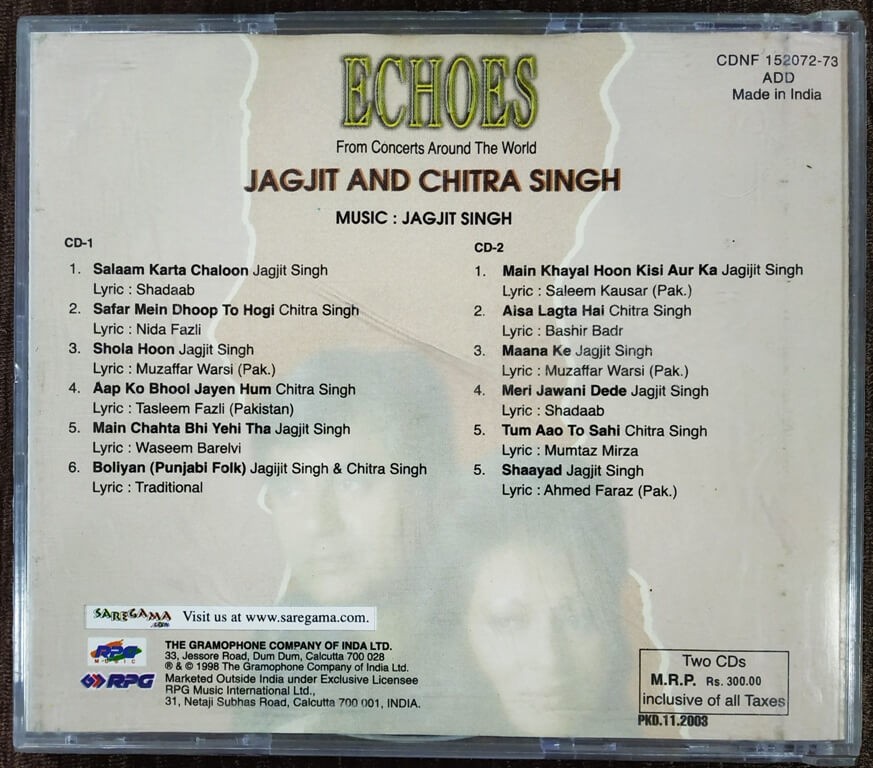 ECHOES
From Concerts Around The World
JAGJIT AND CHITRA SINGH
MUSIC : JAGJIT SINGH
CDNF 152072-73
ADD
Made in India
CD-1
1. Salaam Karta Chaloon Jagjit Singh
Lyric : Shadaab
2. Safar Mein Dhoop To Hogi Chitra Singh
Lyric : Nida Fazli
3. Shola Hoon Jagjit Singh
Lyric : Muzaffar Warsi (Pak.)
4. Aap Ko Bhool Jayen Hum Chitra Singh
Lyric : Tasleem Fazli (Pakistan)
5. Main Chahta Bhi Yehi Tha Jagjit Singh
Lyric : Waseem Barelvi
6. Boliyan (Punjabi Folk) Jagijit Singh & Chitra Singh
Lyric : Traditional
CD-2
1. Main Khayal Hoon Kisi Aur Ka Jagijit Singh
Lyric : Saleem Kausar (Pak.)
2. Aisa Lagta Hai Chitra Singh
Lyric : Bashir Badr
3. Maana Ke Jagjit Singh
Lyric : Muzaffar Warsi (Pak.)
4. Meri Jawani Dede Jagjit Singh
Lyric : Shadaab
5. Tum Aao To Sahi Chitra Singh
Lyric : Mumtaz Mirza
5. Shaayad Jagjit Singh
Lyric : Ahmed Faraz (Pak.)
SAREGAMA .com Visit us at www.saregama.com.
RPG MUSIC
RPG
THE GRAMOPHONE COMPANY OF INDA LTD.
33, Jessore Road, Dum Dum, Calcutta 700 028
® & © 1998 The Gramophone Company of India Ltd.
Marketed Outside India under Exclusive Licensee
RPG Music International Ltd.,
31, Netaji Subhas Road, Calcutta 700 001, INDIA.
Two CDs
M.R.P. Rs. 300.00
inclusive of all Taxes
PKD.11.2003